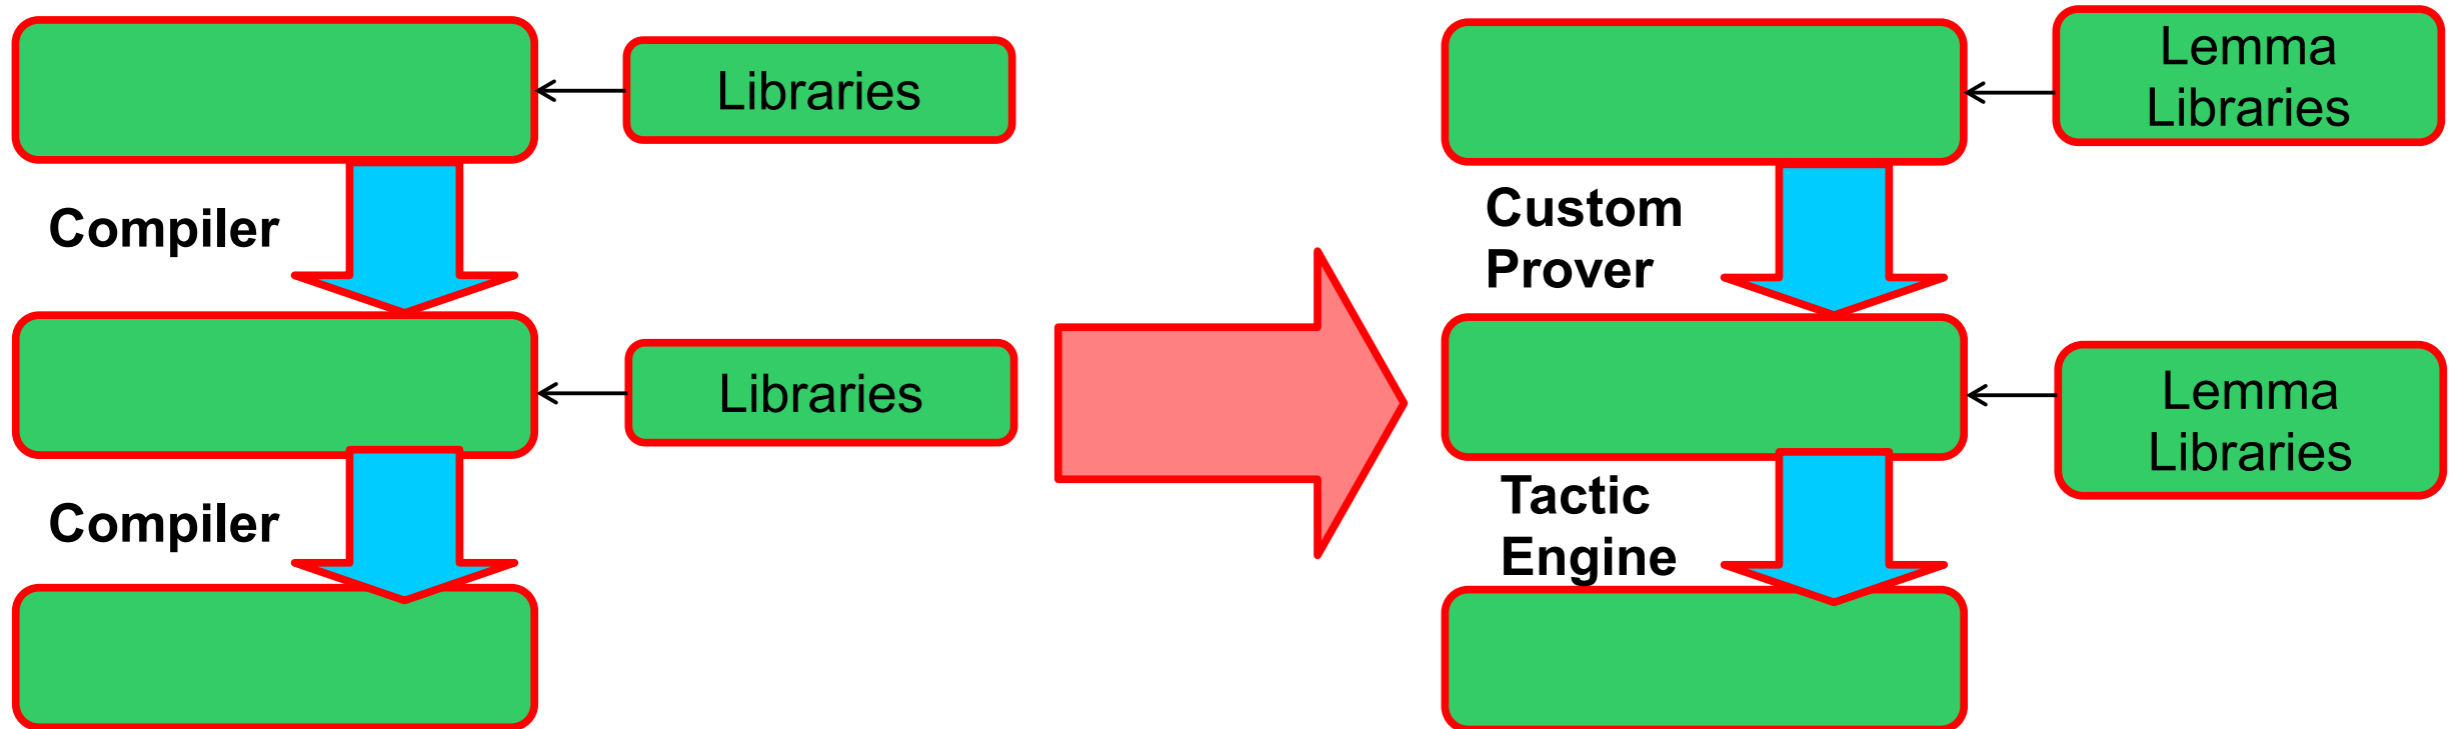 Libraries
Compiler
Libraries
Compiler
Lemma
Libraries
Custom
Prover
Lemma
Libraries
Tactic
Engine